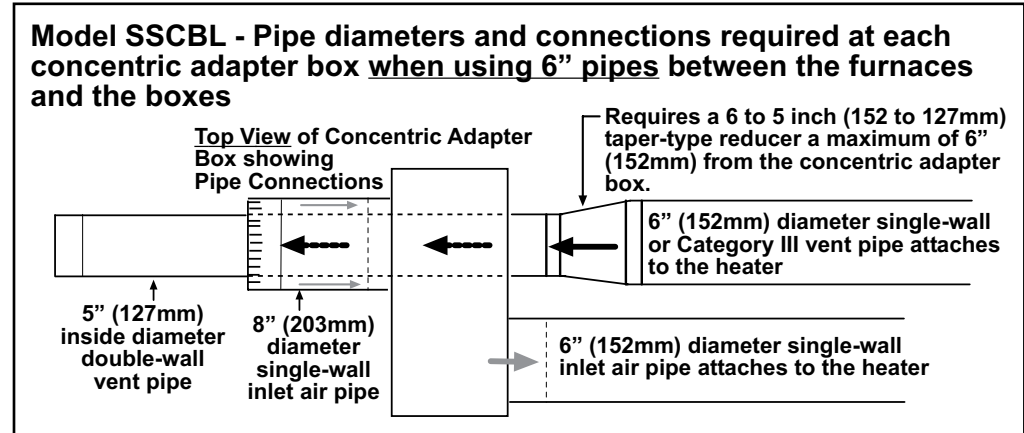 Model SSCBL - Pipe diameters and connections required at each
concentric adapter box when using 6” pipes between the furnaces
and the boxes
Top View of Concentric Adapter
Box showing
Pipe Connections
Requires a 6 to 5 inch (152 to 127mm)
taper-type reducer a maximum of 6”
(152mm) from the concentric adapter
box.
6” (152mm) diameter single-wall
or Category III vent pipe attaches
to the heater
5” (127mm)
inside diameter
double-wall
vent pipe
8” (203mm)
diameter
single-wall
inlet air pipe
6” (152mm) diameter single-wall
inlet air pipe attaches to the heater